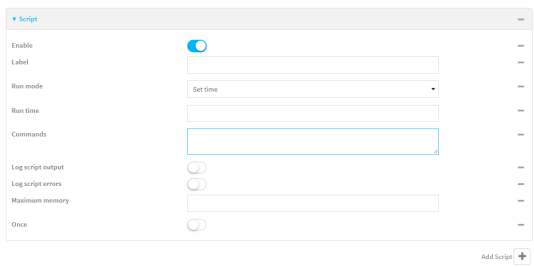 ▼ Script
Enable
Label
Run mode
Set time
Run time
Commands
Log script output
Log script errors
Maximum memory
Once
Add Script